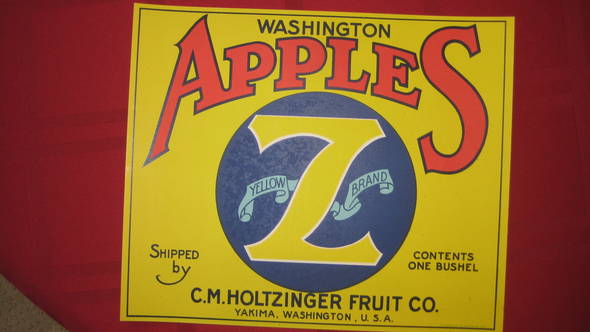 WASHINGTON
APPLES
Z
YELLOW BRAND
SHIPPED
by
CONTENTS
ONE BUSHEL
C.M.HOLTZINGER FRUIT CO.
YAKIMA, WASHINGTON, U.S.A.